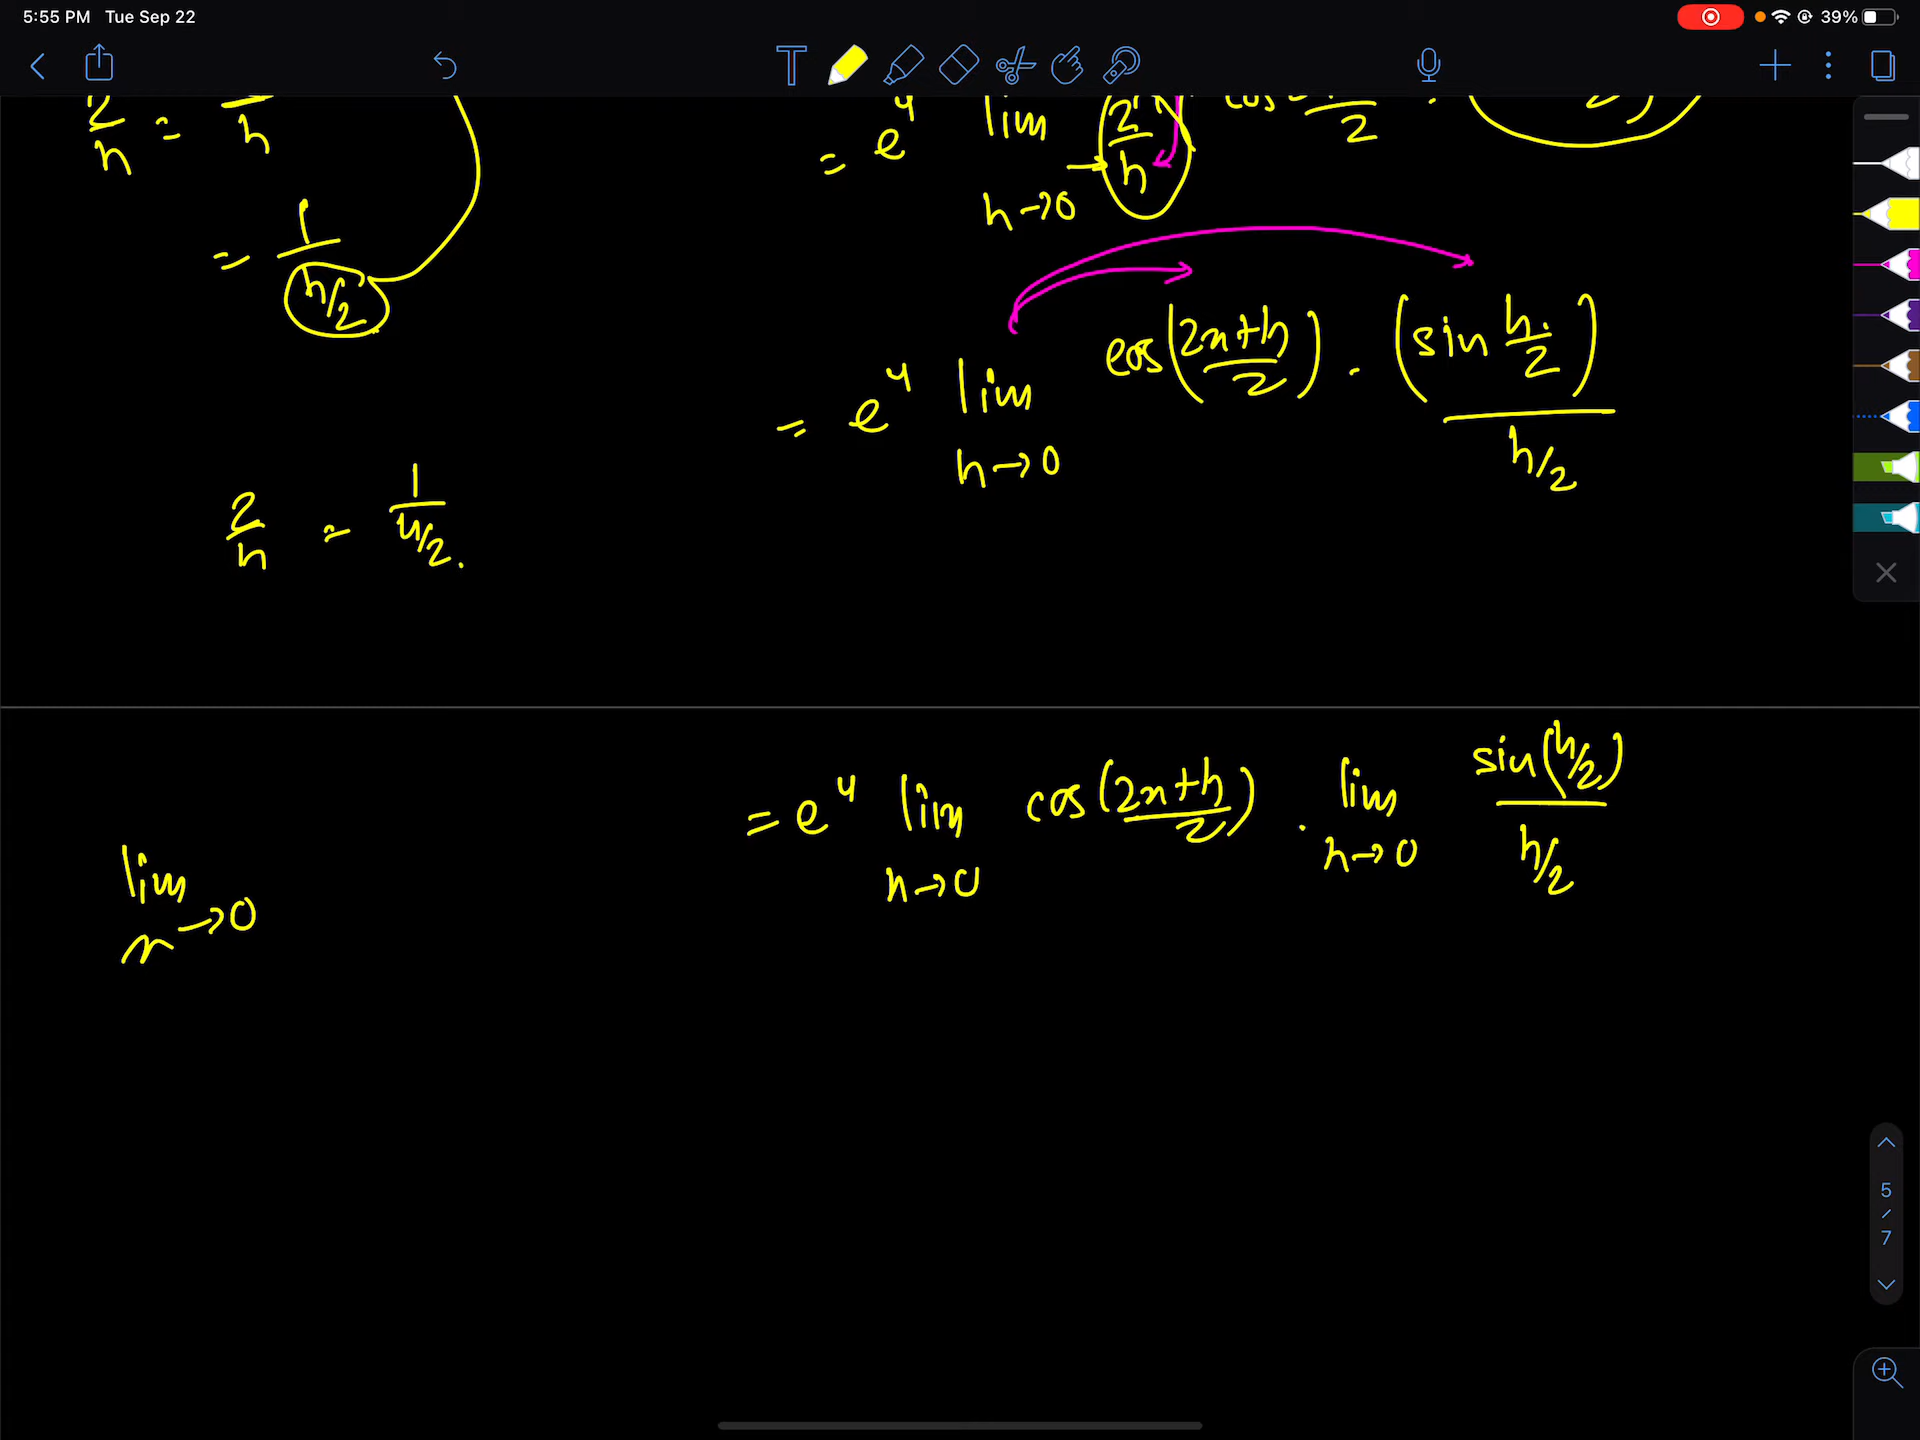 5:55 PM Tue Sep 22
39%
T
2/h = /h
= e^4 lim h→0 2/h cos /2 .
= 1/(h/2)
= e^4 lim h→0 cos((2x+h)/2) . (sin h/2)/(h/2)
2/h = 1/(h/2).
= e^4 lim h→0 cos((2x+h)/2) . lim h→0 sin(h/2)/(h/2)
lim x→0
5
/
7